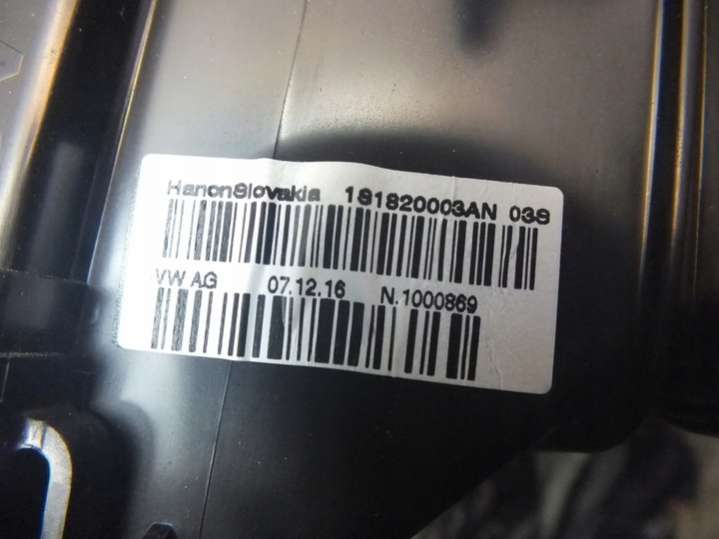 HanonSlovakia 1S1820003AN 03S
VW AG 07.12.16 N.1000869